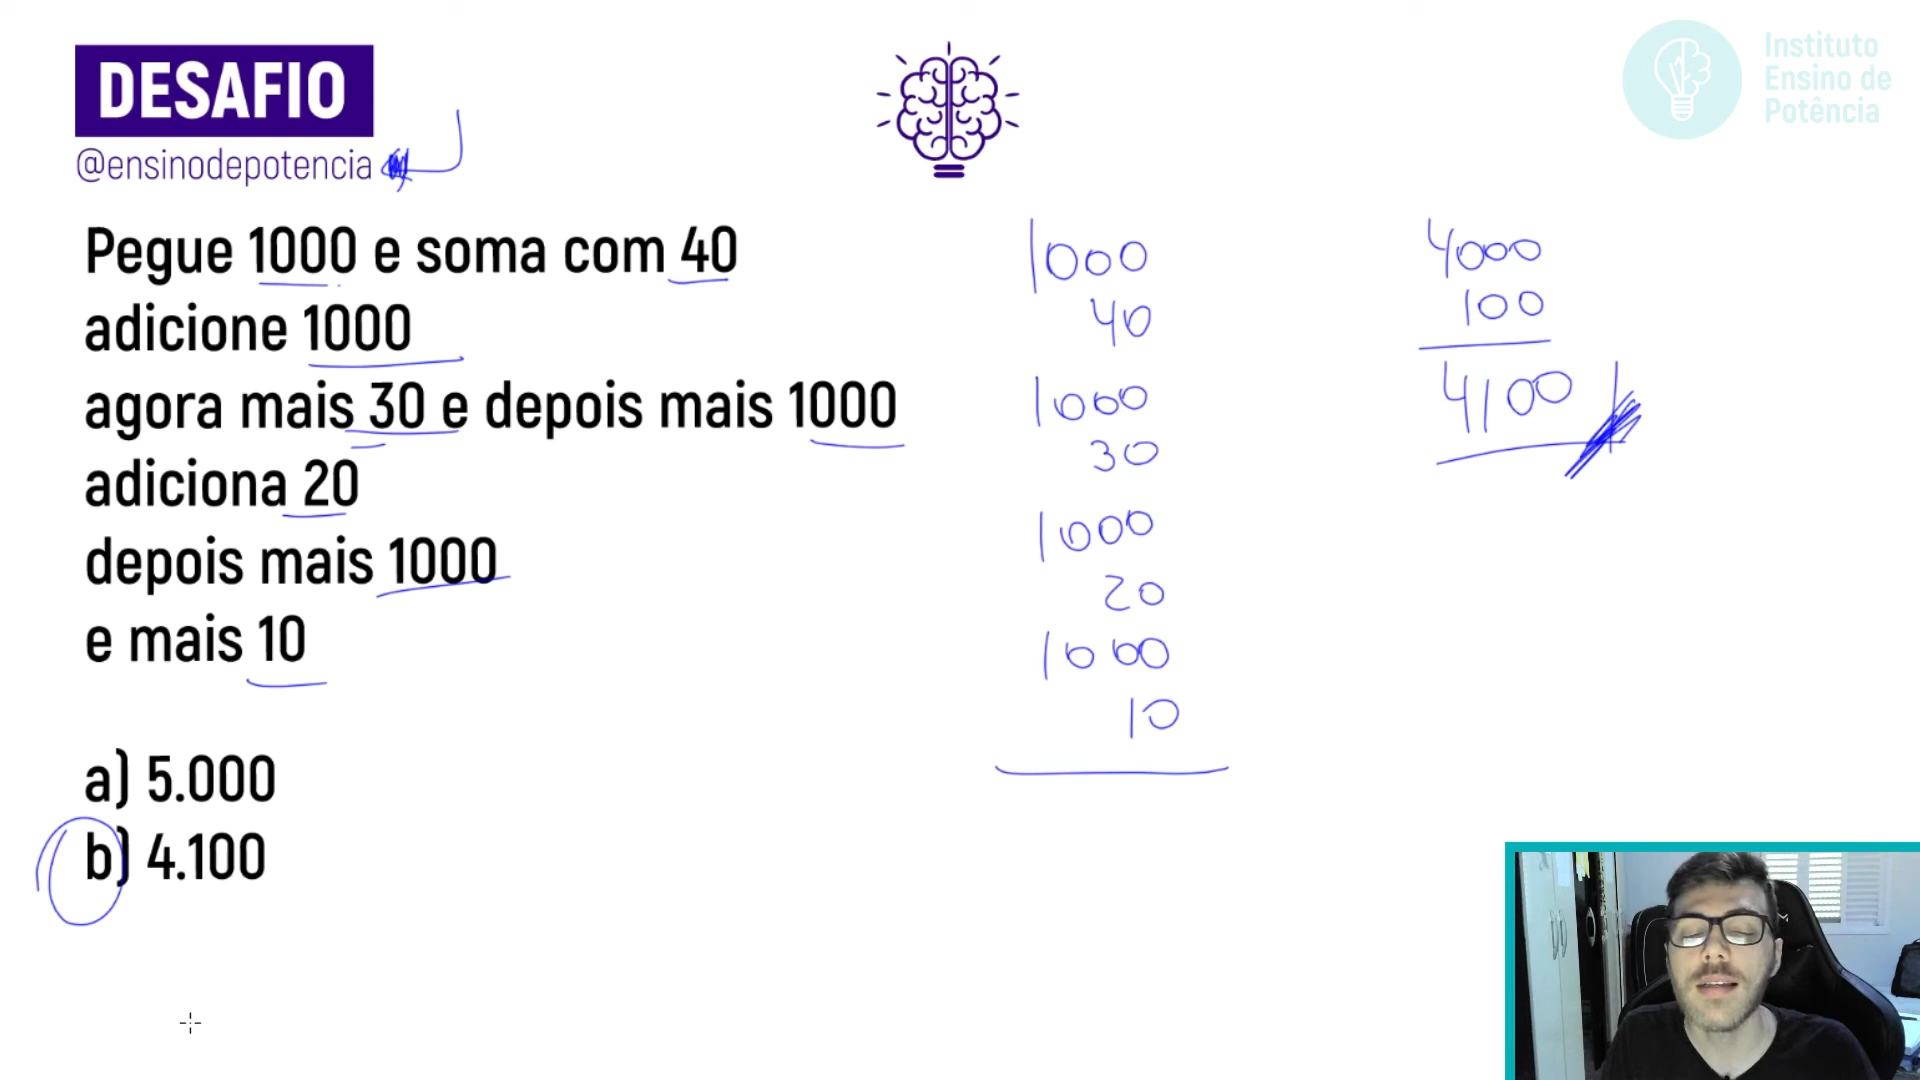 DESAFIO
@ensinodepotencia
Instituto
Ensino de
Potência
Pegue 1000 e soma com 40
adicione 1000
agora mais 30 e depois mais 1000
adiciona 20
depois mais 1000
e mais 10
a) 5.000
b) 4.100
1000
40
1000
30
1000
20
1000
10
4000
100
4100